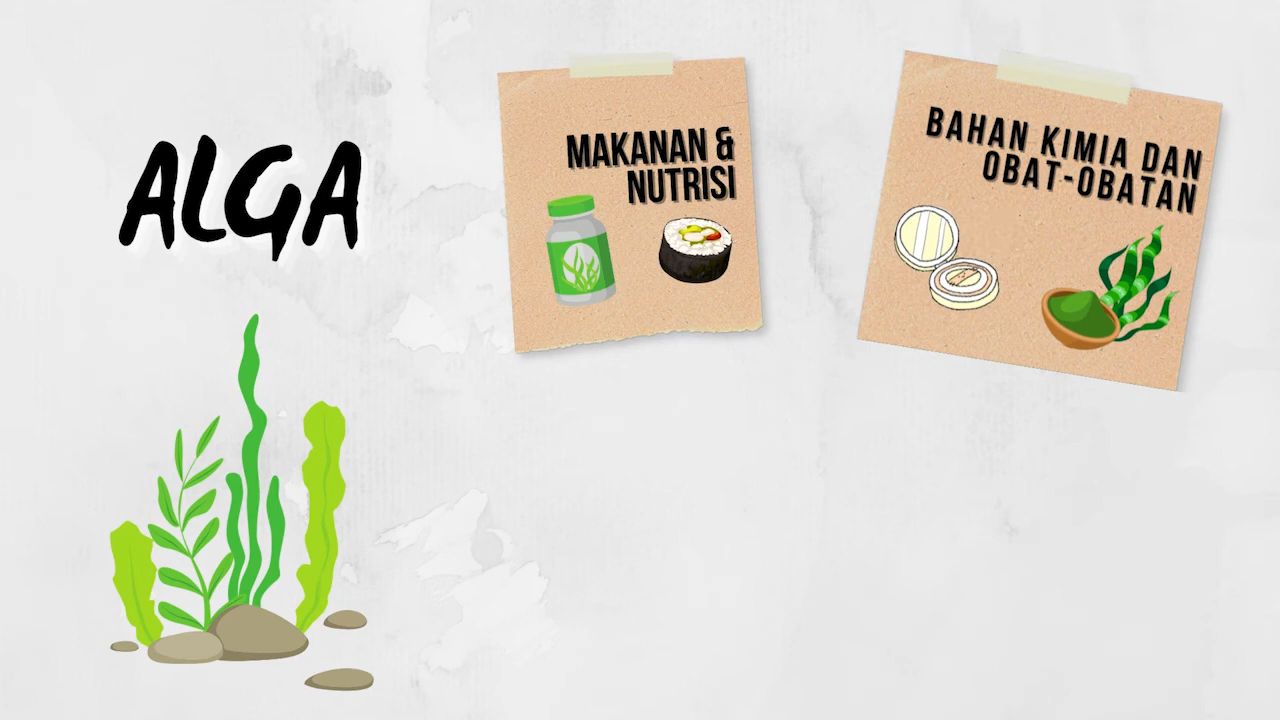 ALGA
MAKANAN &
NUTRISI
BAHAN KIMIA DAN
OBAT-OBATAN